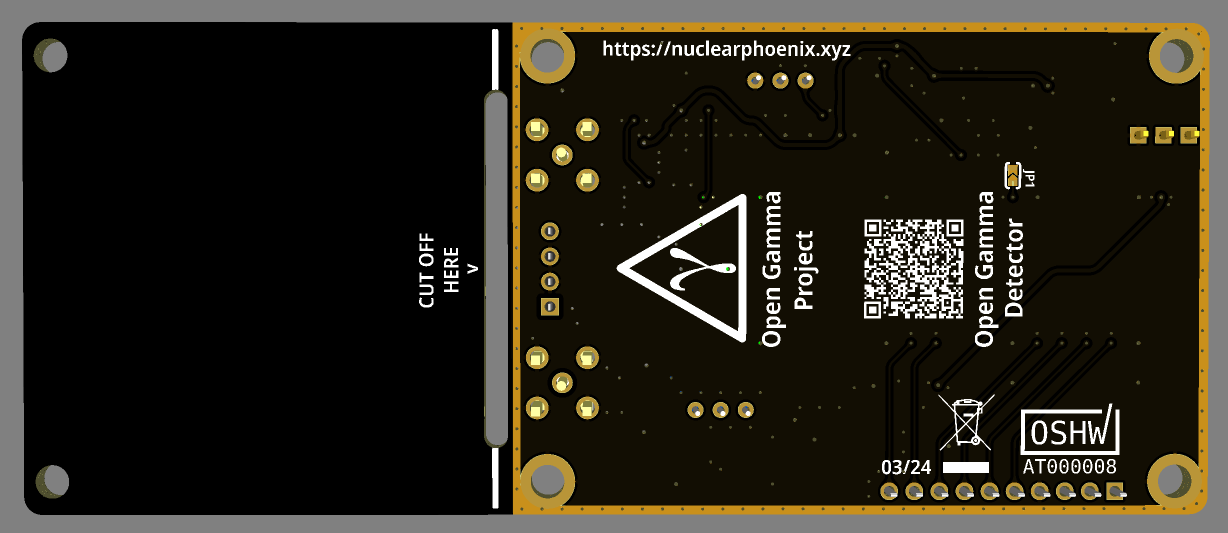 https://nuclearphoenix.xyz
JP1
CUT OFF
HERE
v
Open Gamma
Project
Open Gamma
Detector
OSHW
03/24
AT000008